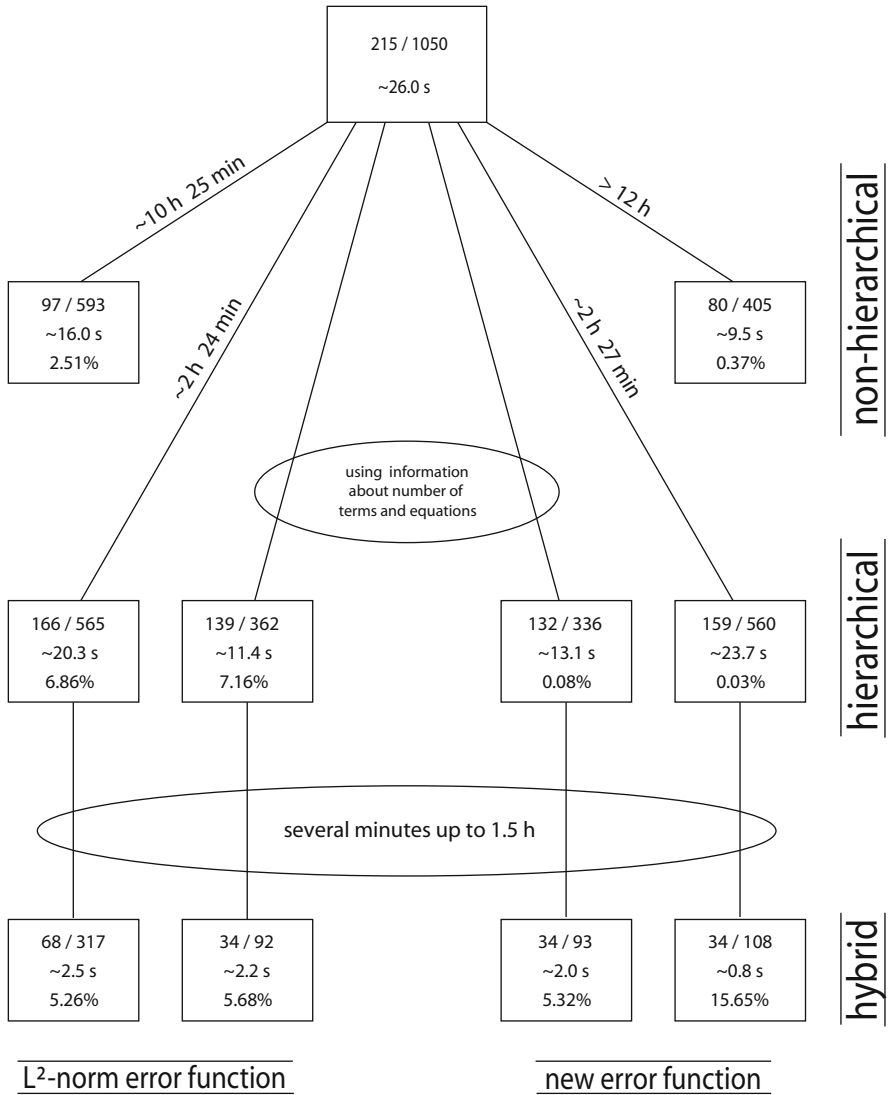 215 / 1050
~26.0 s
~10 h 25 min
> 12 h
97 / 593
~16.0 s
2.51%
~2 h 24 min
~2 h 27 min
80 / 405
~9.5 s
0.37%
non-hierarchical
using information
about number of
terms and equations
166 / 565
~20.3 s
6.86%
139 / 362
~11.4 s
7.16%
132 / 336
~13.1 s
0.08%
159 / 560
~23.7 s
0.03%
hierarchical
several minutes up to 1.5 h
68 / 317
~2.5 s
5.26%
34 / 92
~2.2 s
5.68%
34 / 93
~2.0 s
5.32%
34 / 108
~0.8 s
15.65%
hybrid
L²-norm error function
new error function